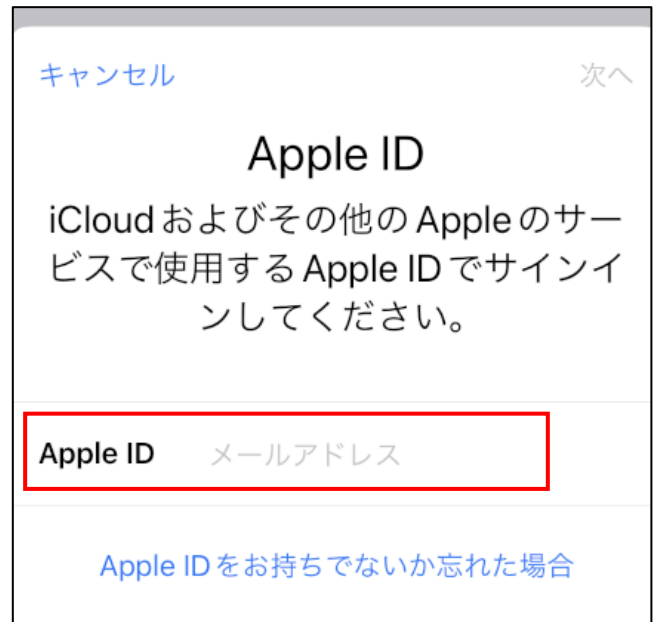 キャンセル 次へ
Apple ID
iCloudおよびその他のAppleのサー
ビスで使用するApple IDでサインイ
ンしてください。
Apple ID メールアドレス
Apple IDをお持ちでないか忘れた場合